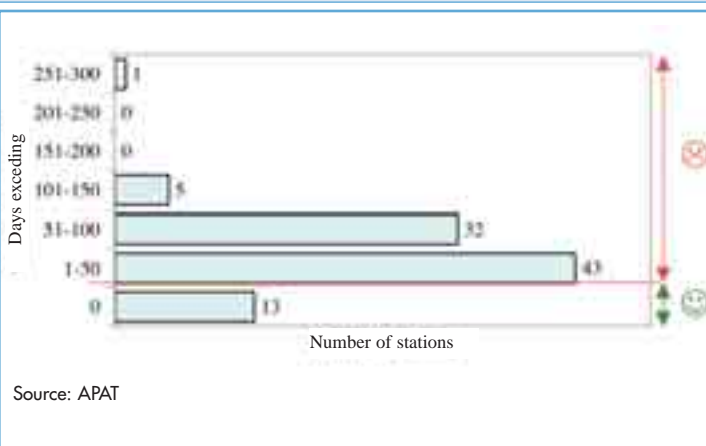 251-300 1
201-250 0
151-200 0
101-150 5
51-100 32
1-50 43
0 13
Days exceding
Number of stations
Source: APAT